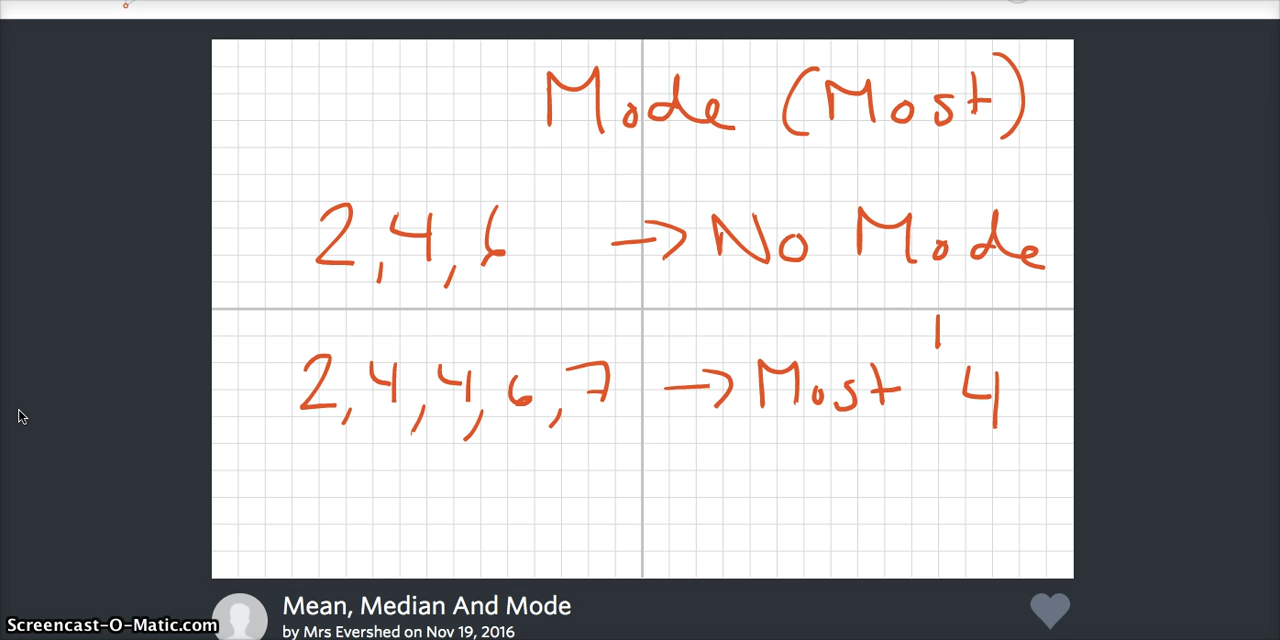 Mode (Most)
2,4,6 → No Mode
2,4,4,6,7 → Most 4
Mean, Median And Mode
by Mrs Evershed on Nov 19, 2016
Screencast-O-Matic.com